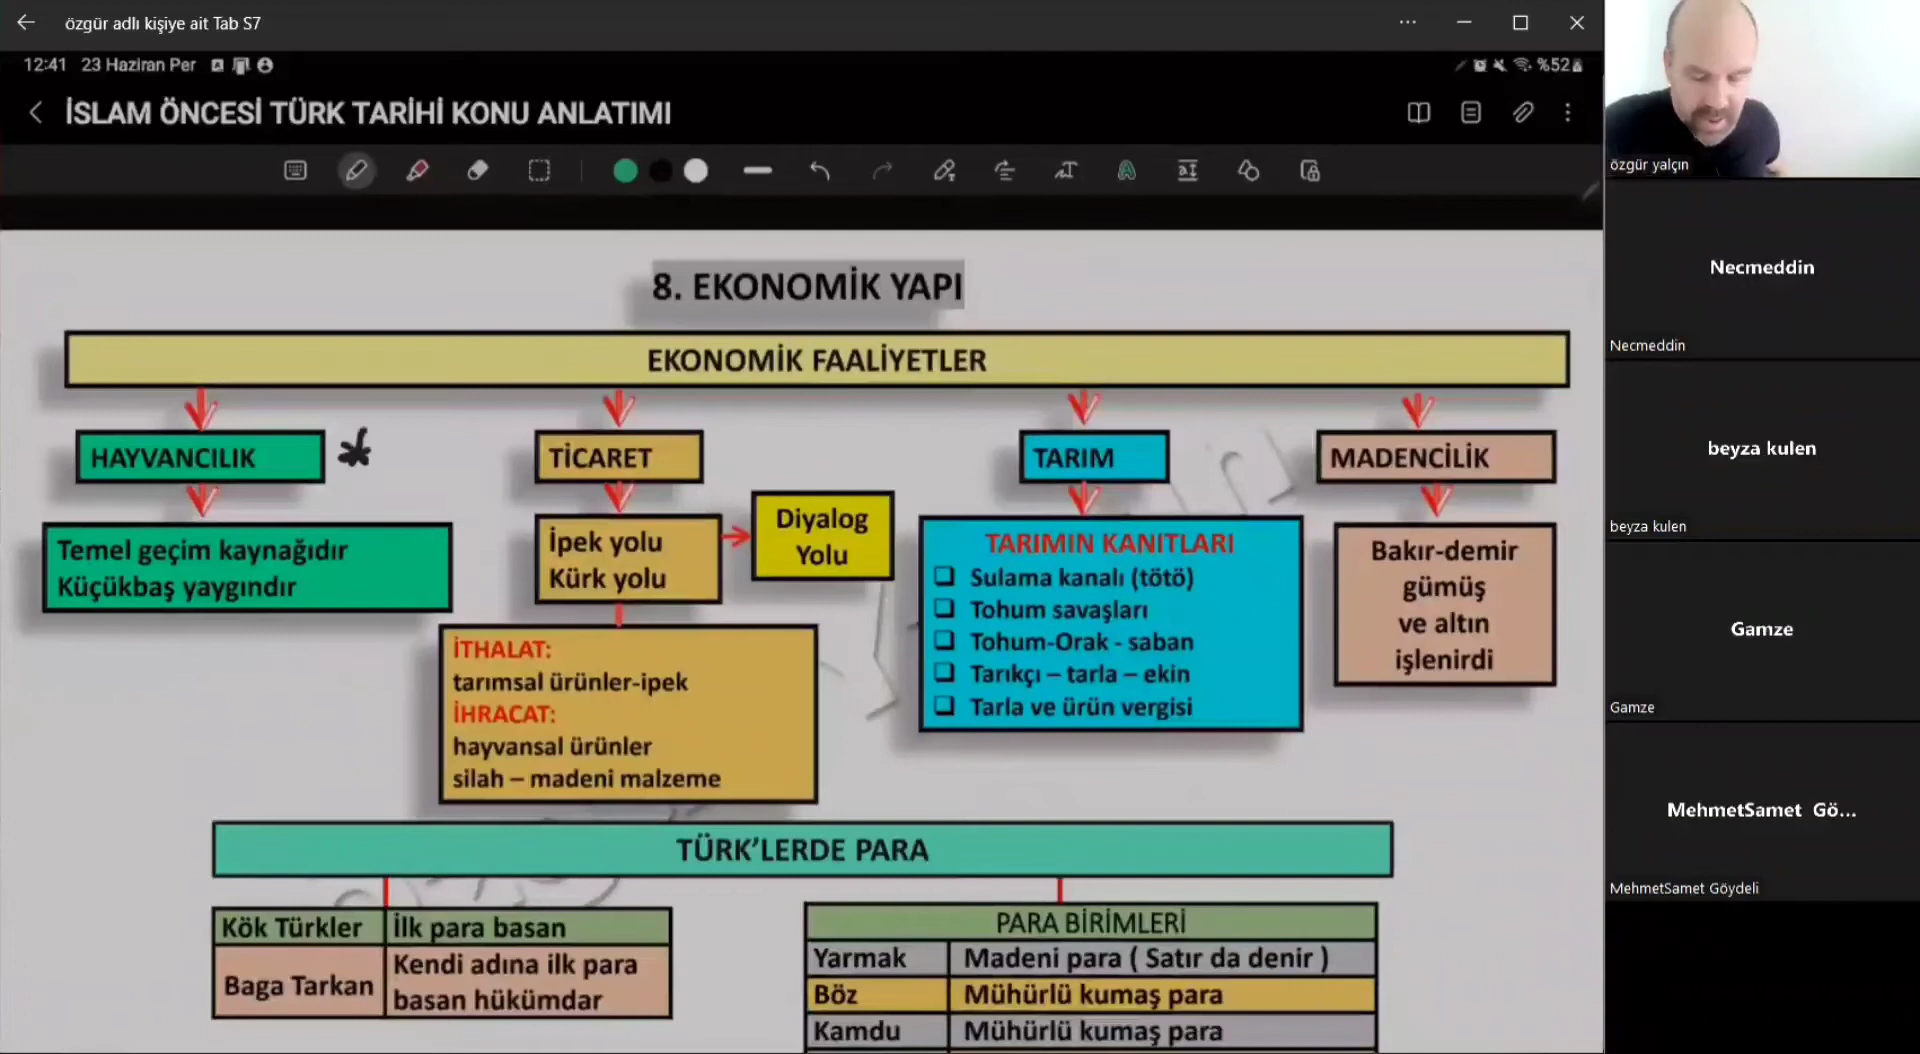 özgür adlı kişiye ait Tab S7
12:41 23 Haziran Per
%52
İSLAM ÖNCESİ TÜRK TARİHİ KONU ANLATIMI
8. EKONOMİK YAPI
EKONOMİK FAALİYETLER
HAYVANCILIK
Temel geçim kaynağıdır
Küçükbaş yaygındır
TİCARET
İpek yolu
Kürk yolu
Diyalog
Yolu
İTHALAT:
tarımsal ürünler-ipek
İHRACAT:
hayvansal ürünler
silah – madeni malzeme
TARIM
TARIMIN KANITLARI
Sulama kanalı (tötö)
Tohum savaşları
Tohum-Orak - saban
Tarıkçı – tarla – ekin
Tarla ve ürün vergisi
MADENCİLİK
Bakır-demir
gümüş
ve altın
işlenirdi
TÜRK'LERDE PARA
Kök Türkler İlk para basan
Baga Tarkan Kendi adına ilk para
basan hükümdar
PARA BİRİMLERİ
Yarmak Madeni para ( Satır da denir )
Böz Mühürlü kumaş para
Kamdu Mühürlü kumaş para
özgür yalçın
Necmeddin
Necmeddin
beyza kulen
beyza kulen
Gamze
Gamze
MehmetSamet Gö...
MehmetSamet Göydeli